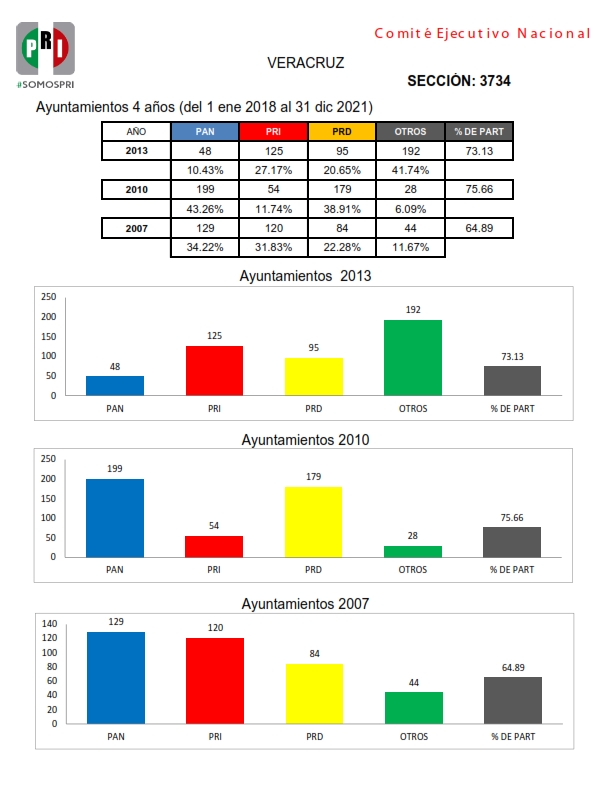 Comité Ejecutivo Nacional
PRI
#SOMOSPRI
VERACRUZ
SECCIÓN: 3734
Ayuntamientos 4 años (del 1 ene 2018 al 31 dic 2021)
AÑO PAN PRI PRD OTROS % DE PART
2013 48 125 95 192 73.13
10.43% 27.17% 20.65% 41.74%
2010 199 54 179 28 75.66
43.26% 11.74% 38.91% 6.09%
2007 129 120 84 44 64.89
34.22% 31.83% 22.28% 11.67%
Ayuntamientos 2013
250
200
150
100
50
0
48 125 95 192 73.13
PAN PRI PRD OTROS % DE PART
Ayuntamientos 2010
250
200
150
100
50
0
199 54 179 28 75.66
PAN PRI PRD OTROS % DE PART
Ayuntamientos 2007
140
120
100
80
60
40
20
0
129 120 84 44 64.89
PAN PRI PRD OTROS % DE PART